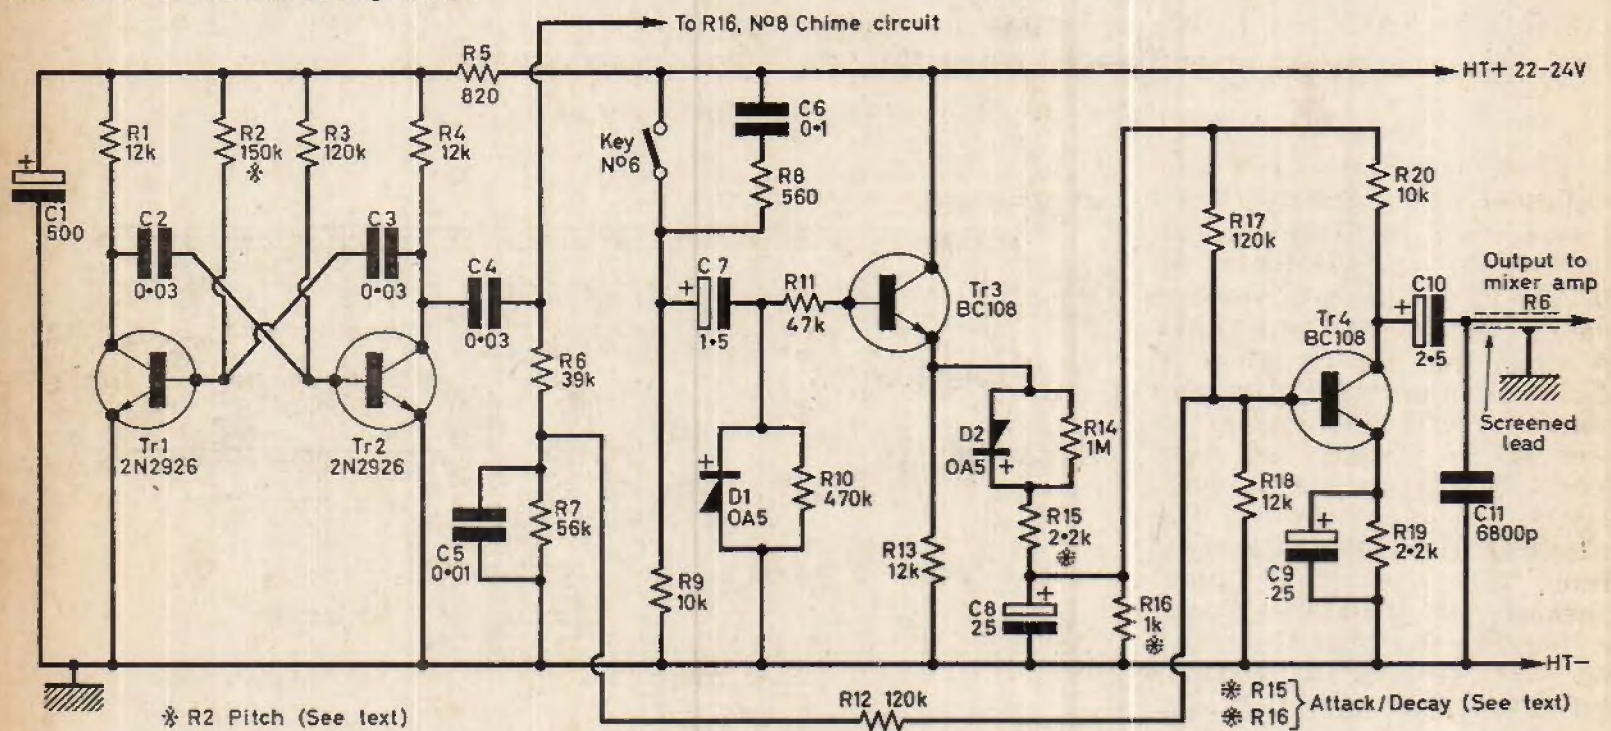 To R16, Nº8 Chime circuit
R5
820
HT+ 22-24V
R1
12k
R2
150k
※
R3
120k
R4
12k
Key
Nº6
C6
0·1
R8
560
R20
10k
R17
120k
+
C1
500
C2
0·03
C3
0·03
C4
0·03
+
C7
1·5
R11
47k
Tr3
BC108
Tr4
BC108
+
C10
2·5
Output to
mixer amp
R6
Screened
lead
Tr1
2N2926
Tr2
2N2926
R6
39k
R7
56k
C5
0·01
+
D1
OA5
R10
470k
D2
OA5
+
R14
1M
R15
2·2k
※
R13
12k
R9
10k
+
C8
25
R16
1k
※
R18
12k
+
C9
25
R19
2·2k
C11
6800p
HT-
R12 120k
※ R2 Pitch (See text)
※ R15
※ R16
Attack/Decay (See text)